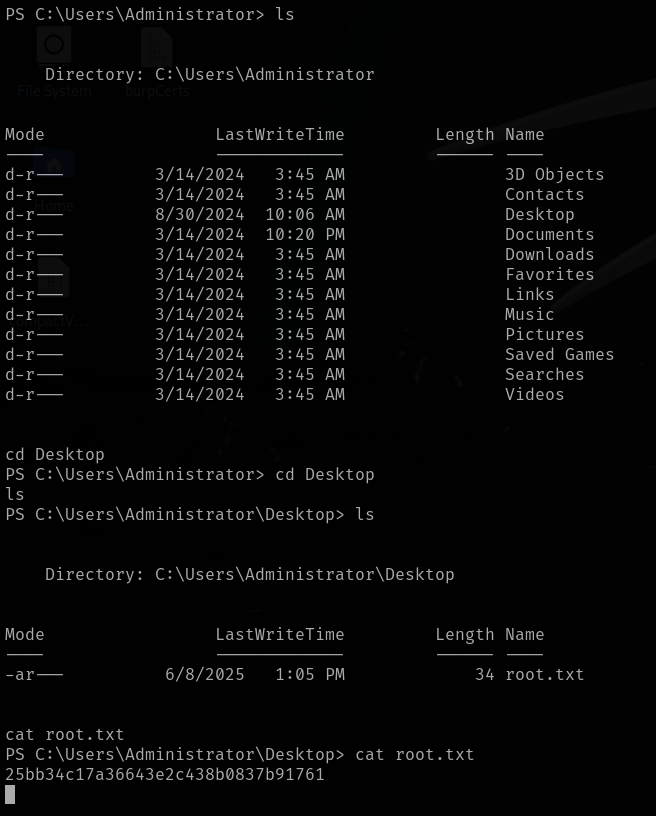 PS C:\Users\Administrator> ls
File System
burpCerts
Directory: C:\Users\Administrator
Mode LastWriteTime Length Name
---- ------------- ------ ----
d-r--- 3/14/2024 3:45 AM 3D Objects
d-r--- 3/14/2024 3:45 AM Contacts
d-r--- 8/30/2024 10:06 AM Desktop
Home
d-r--- 3/14/2024 10:20 PM Documents
d-r--- 3/14/2024 3:45 AM Downloads
d-r--- 3/14/2024 3:45 AM Favorites
d-r--- 3/14/2024 3:45 AM Links
d-r--- 3/14/2024 3:45 AM Music
d-r--- 3/14/2024 3:45 AM Pictures
d-r--- 3/14/2024 3:45 AM Saved Games
d-r--- 3/14/2024 3:45 AM Searches
d-r--- 3/14/2024 3:45 AM Videos
cd Desktop
PS C:\Users\Administrator> cd Desktop
ls
PS C:\Users\Administrator\Desktop> ls
Directory: C:\Users\Administrator\Desktop
Mode LastWriteTime Length Name
---- ------------- ------ ----
-ar--- 6/8/2025 1:05 PM 34 root.txt
cat root.txt
PS C:\Users\Administrator\Desktop> cat root.txt
25bb34c17a36643e2c438b0837b91761